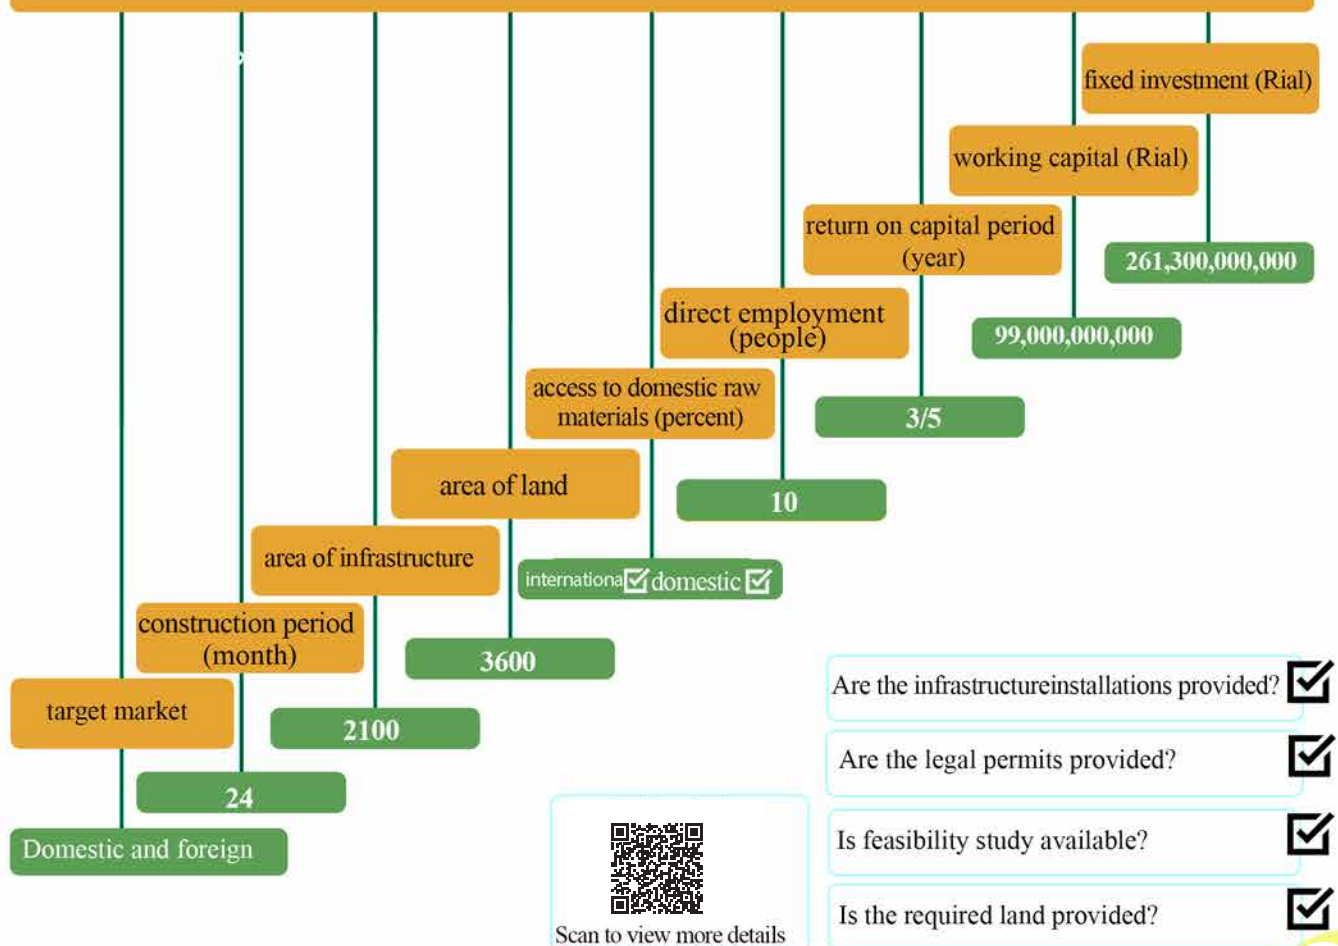 fixed investment (Rial)
261,300,000,000
working capital (Rial)
99,000,000,000
return on capital period
(year)
3/5
direct employment
(people)
10
access to domestic raw
materials (percent)
internationa domestic
area of land
3600
area of infrastructure
2100
construction period
(month)
24
target market
Domestic and foreign
Are the infrastructureinstallations provided?
Are the legal permits provided?
Is feasibility study available?
Is the required land provided?
Scan to view more details